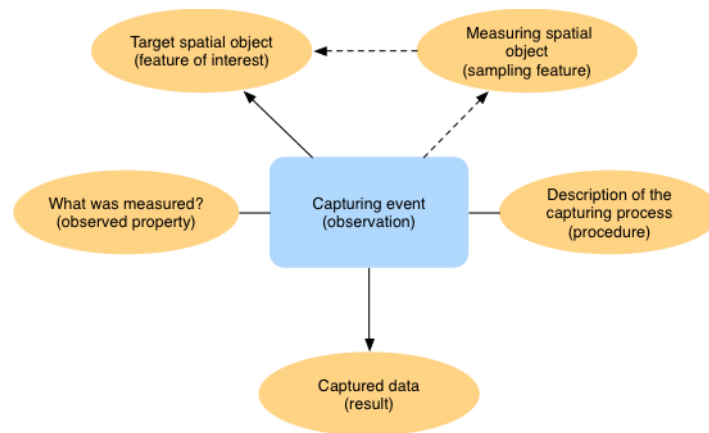 Target spatial object
(feature of interest)
Measuring spatial
object
(sampling feature)
What was measured?
(observed property)
Capturing event
(observation)
Description of the
capturing process
(procedure)
Captured data
(result)